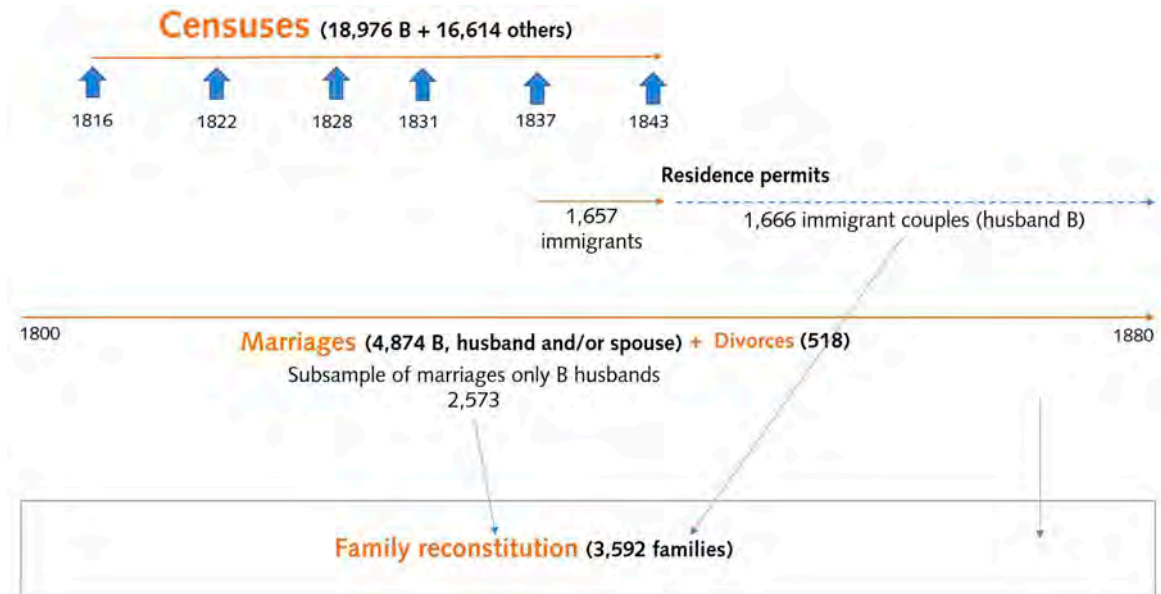 Censuses (18,976 B + 16,614 others)
1816 1822 1828 1831 1837 1843
Residence permits
1,657
immigrants
1,666 immigrant couples (husband B)
1800 1880
Marriages (4,874 B, husband and/or spouse) + Divorces (518)
Subsample of marriages only B husbands
2,573
Family reconstitution (3,592 families)